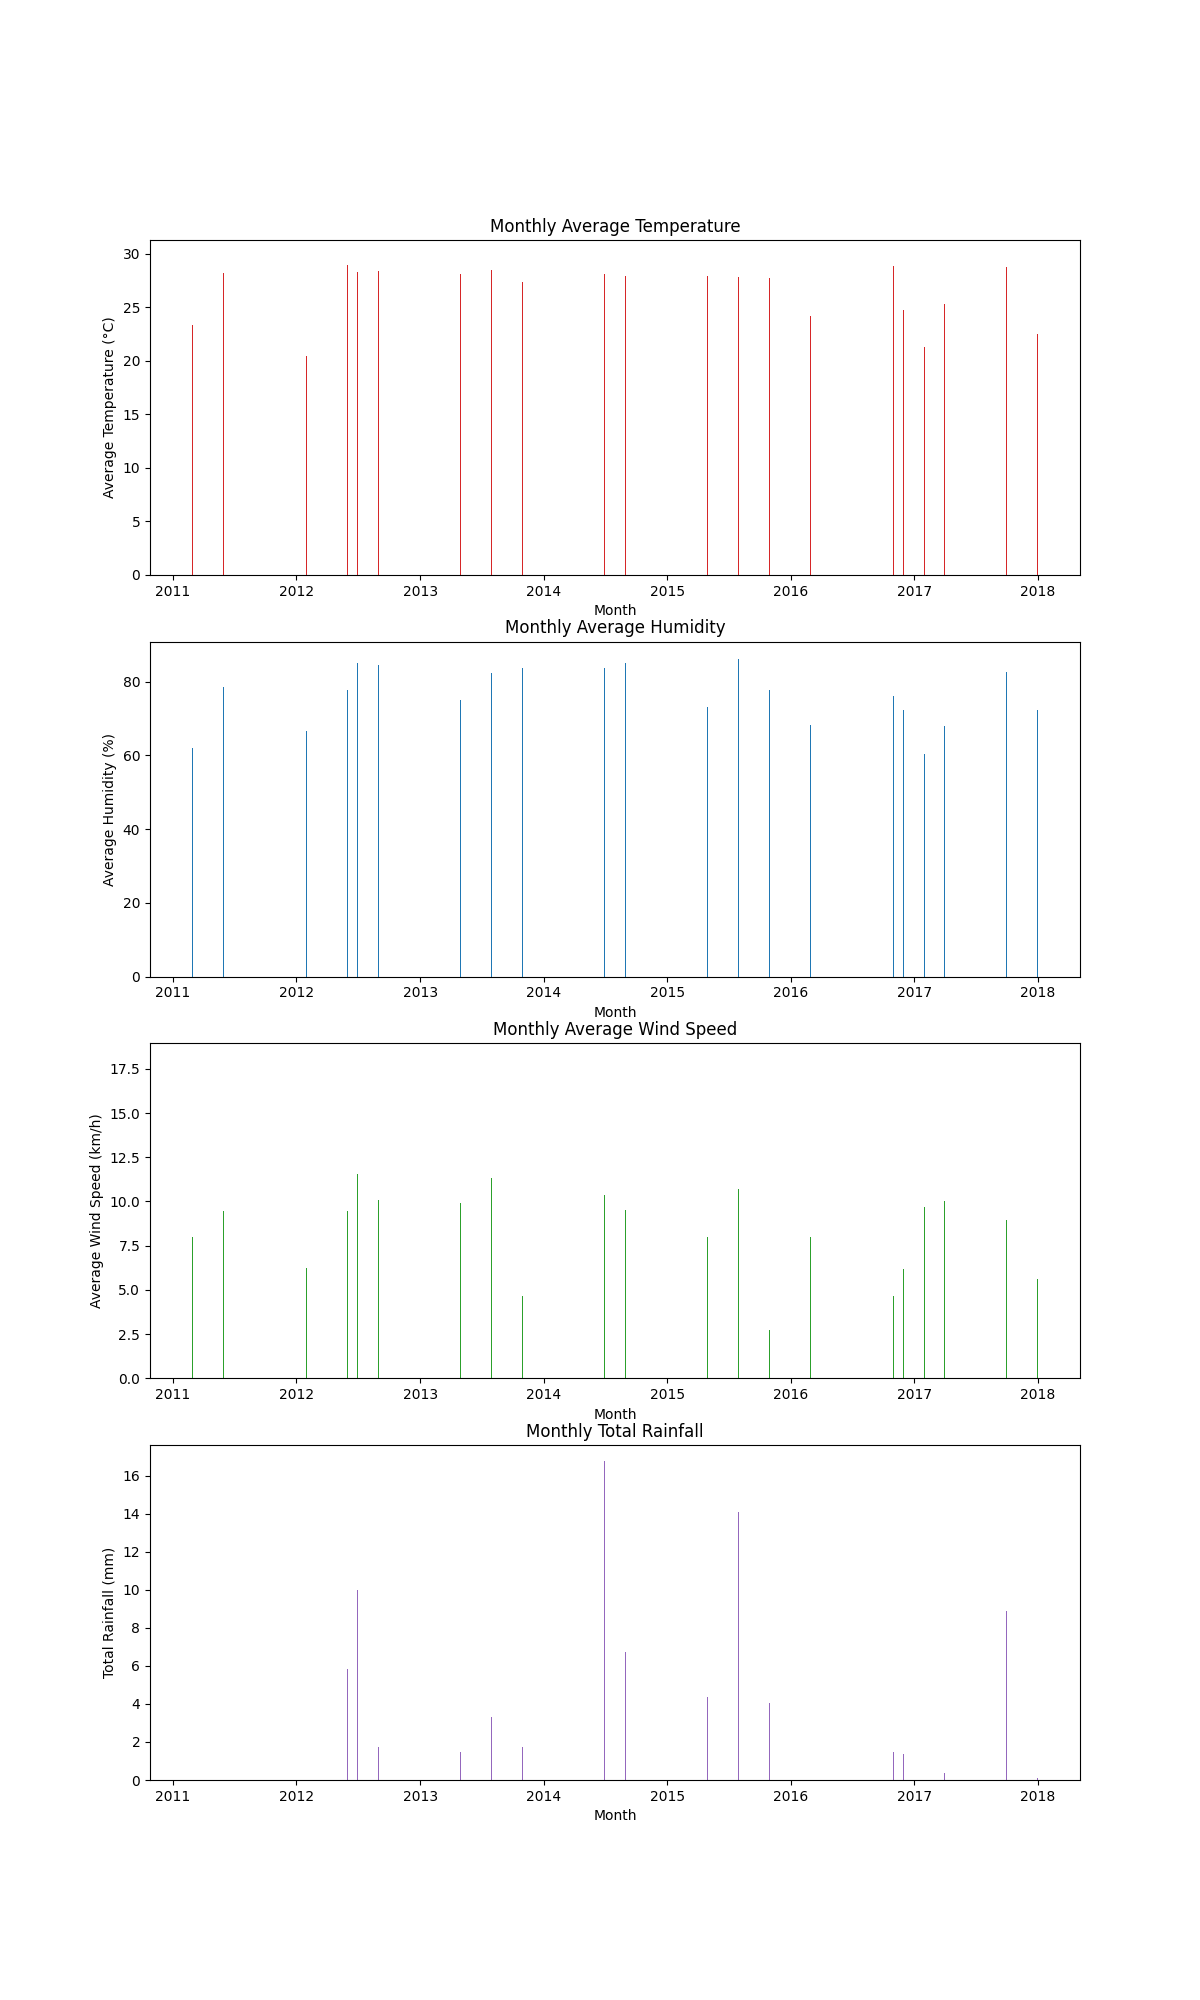 Monthly Average Temperature
30
25
20
15
10
5
0
Average Temperature (°C)
2011 2012 2013 2014 2015 2016 2017 2018
Month
Monthly Average Humidity
80
60
40
20
0
Average Humidity (%)
2011 2012 2013 2014 2015 2016 2017 2018
Month
Monthly Average Wind Speed
17.5
15.0
12.5
10.0
7.5
5.0
2.5
0.0
Average Wind Speed (km/h)
2011 2012 2013 2014 2015 2016 2017 2018
Month
Monthly Total Rainfall
16
14
12
10
8
6
4
2
0
Total Rainfall (mm)
2011 2012 2013 2014 2015 2016 2017 2018
Month